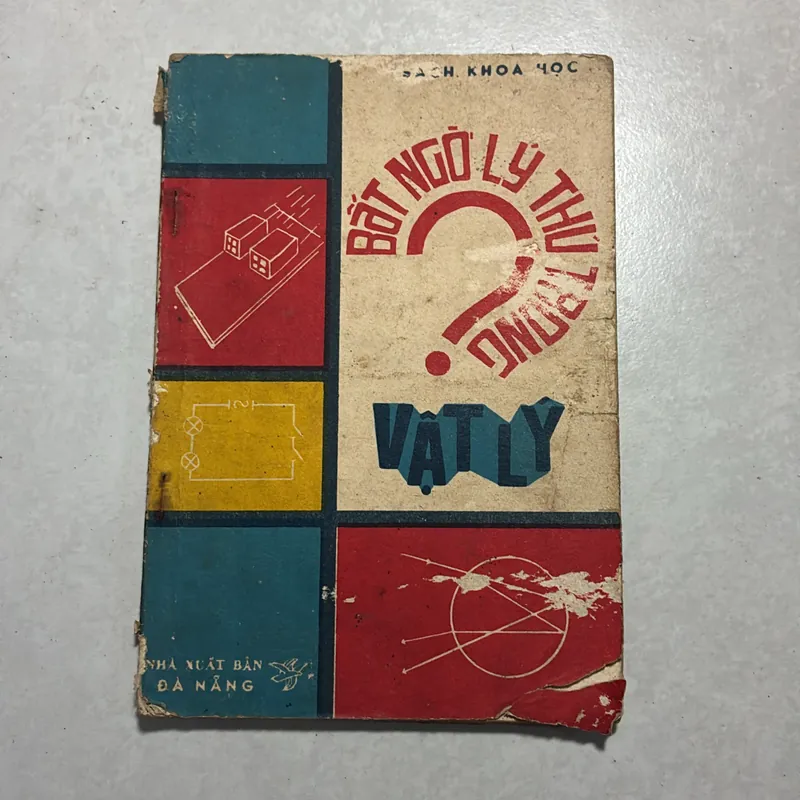 SÁCH KHOA HỌC
BẤT NGỜ LÝ THÚ TRONG
VẬT LÝ
NHÀ XUẤT BẢN
ĐÀ NẴNG